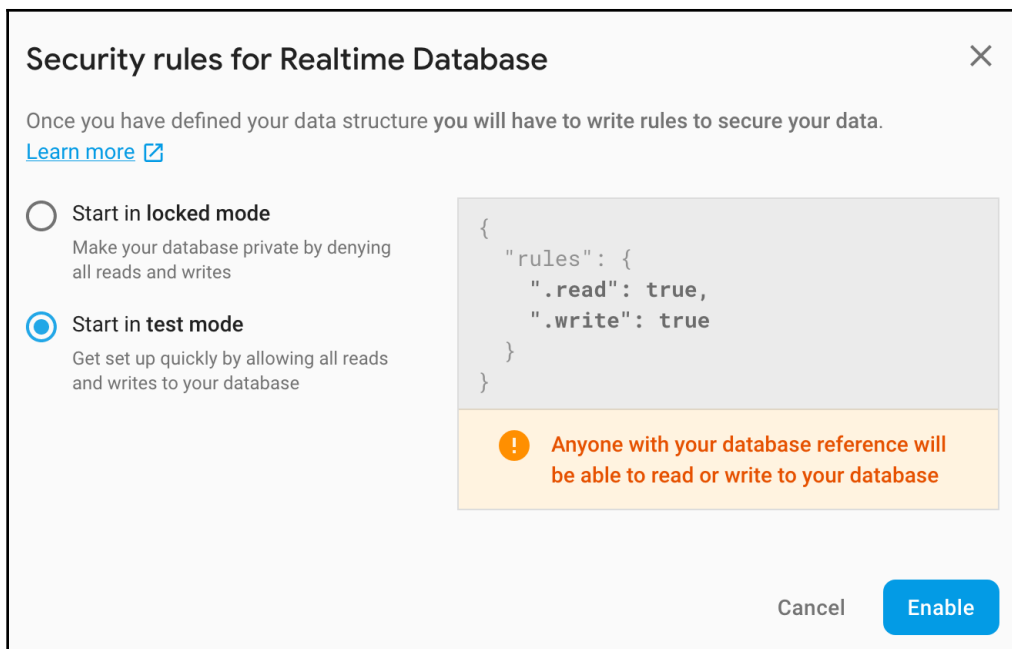 Security rules for Realtime Database
Once you have defined your data structure you will have to write rules to secure your data.
Learn more
Start in locked mode
Make your database private by denying
all reads and writes
Start in test mode
Get set up quickly by allowing all reads
and writes to your database
{
"rules": {
".read": true,
".write": true
}
}
Anyone with your database reference will
be able to read or write to your database
Cancel
Enable